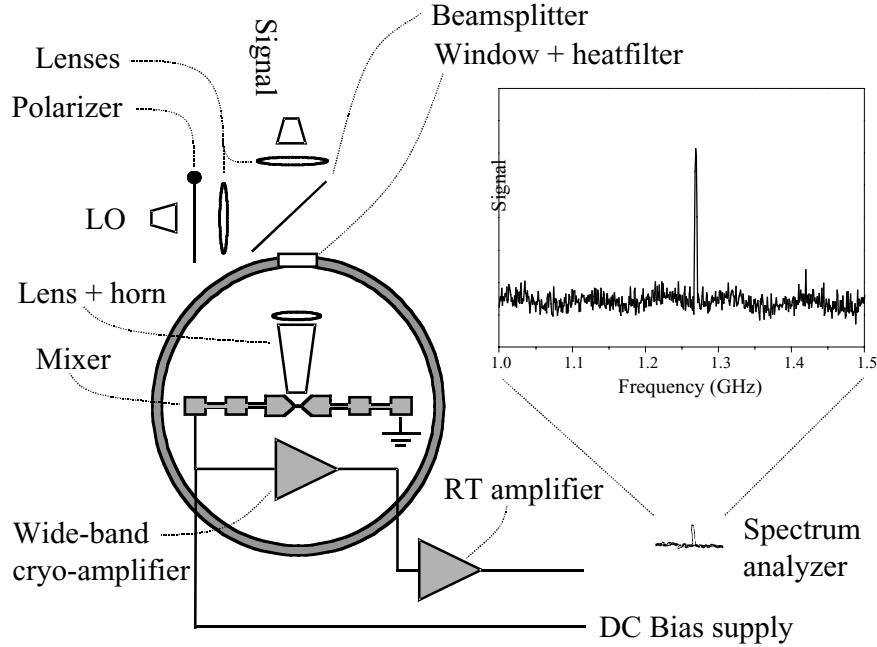 Beamsplitter
Window + heatfilter
Signal
Lenses
Polarizer
LO
Lens + horn
Mixer
Wide-band
cryo-amplifier
RT amplifier
DC Bias supply
Spectrum
analyzer
Signal
1.0 1.1 1.2 1.3 1.4 1.5
Frequency (GHz)